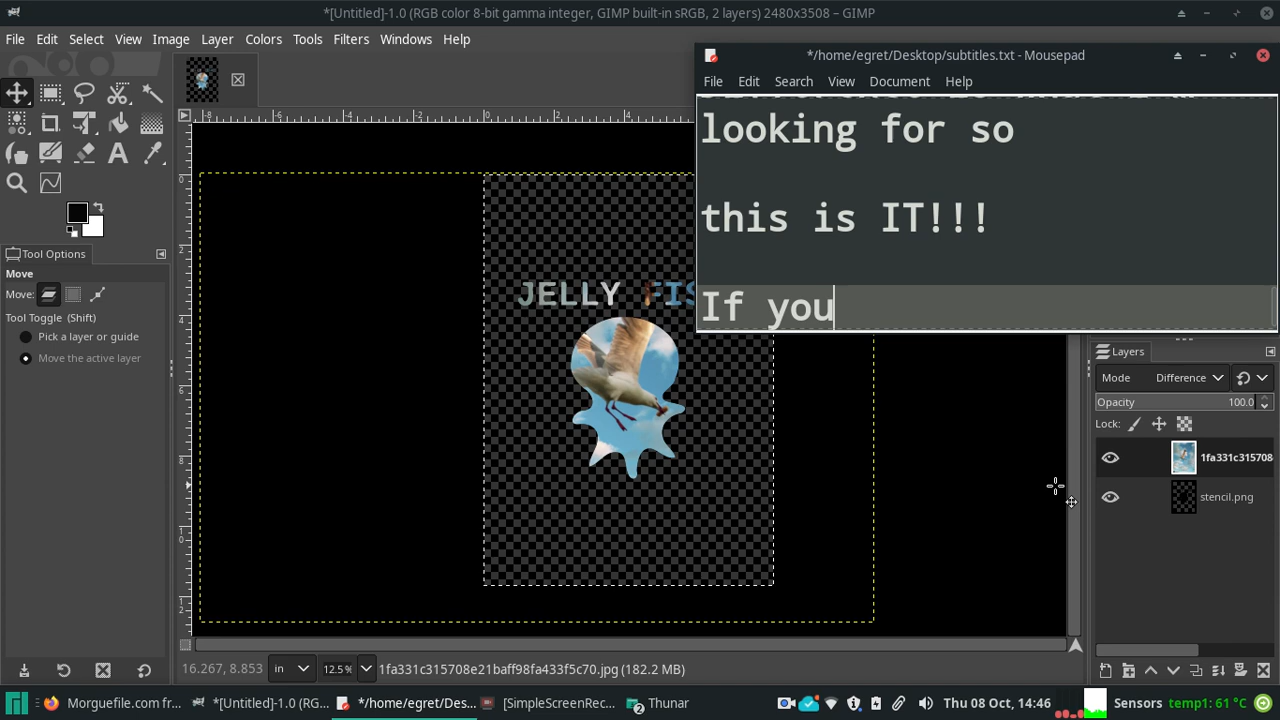 *[Untitled]-1.0 (RGB color 8-bit gamma integer, GIMP built-in sRGB, 2 layers) 2480x3508 – GIMP
File Edit Select View Image Layer Colors Tools Filters Windows Help
*/home/egret/Desktop/subtitles.txt - Mousepad
File Edit Search View Document Help
looking for so
this is IT!!!
If you
Tool Options
Move
Move:
Tool Toggle (Shift)
Pick a layer or guide
Move the active layer
JELLY FIS
Layers
Mode Difference
Opacity 100.0
Lock:
1fa331c315708
stencil.png
16.267, 8.853 in 12.5% 1fa331c315708e21baff98fa433f5c70.jpg (182.2 MB)
Morguefile.com fr... *[Untitled]-1.0 (RG... */home/egret/Des... [SimpleScreenRec... 2 Thunar Thu 08 Oct, 14:46 Sensors temp1: 61 °C